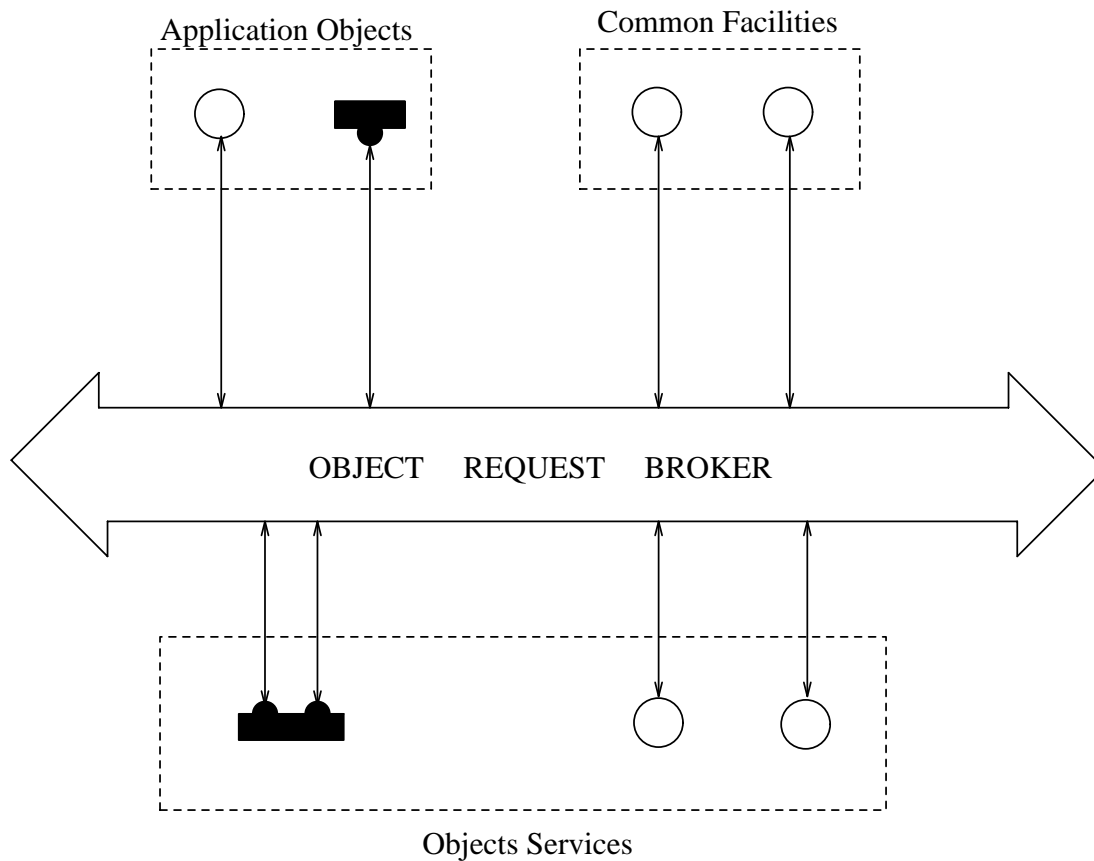 Application Objects
Common Facilities
OBJECT REQUEST BROKER
Objects Services